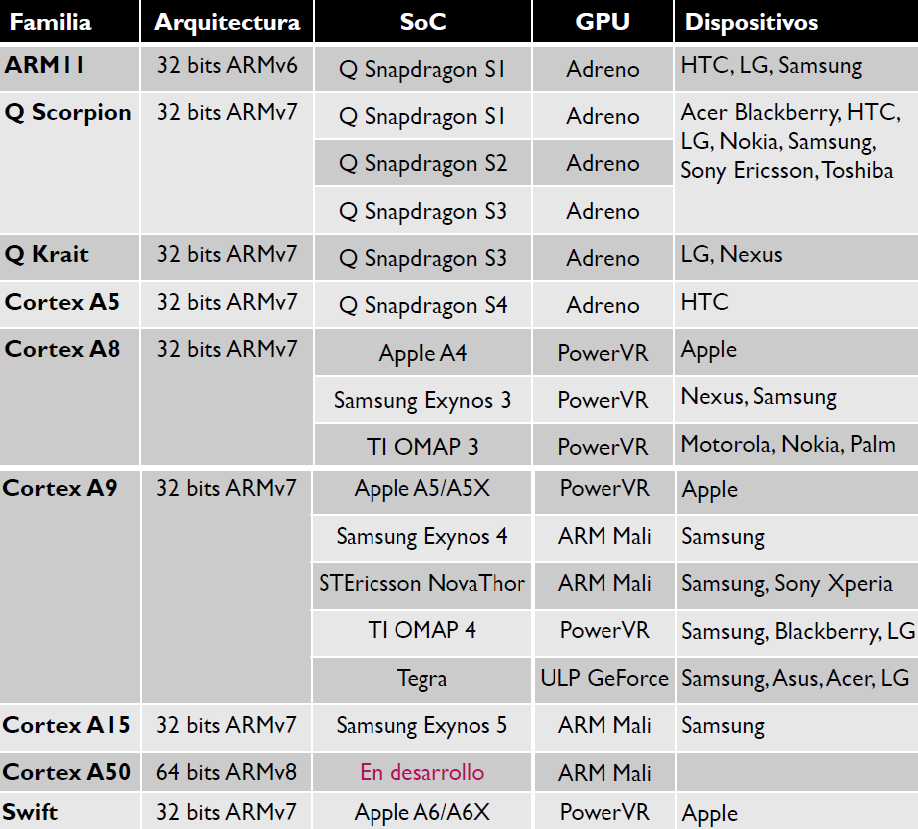 Familia Arquitectura SoC GPU Dispositivos
ARM11 32 bits ARMv6 Q Snapdragon S1 Adreno HTC, LG, Samsung
Q Scorpion 32 bits ARMv7 Q Snapdragon S1 Adreno Acer Blackberry, HTC,
LG, Nokia, Samsung,
Q Snapdragon S2 Adreno Sony Ericsson, Toshiba
Q Snapdragon S3 Adreno
Q Krait 32 bits ARMv7 Q Snapdragon S3 Adreno LG, Nexus
Cortex A5 32 bits ARMv7 Q Snapdragon S4 Adreno HTC
Cortex A8 32 bits ARMv7 Apple A4 PowerVR Apple
Samsung Exynos 3 PowerVR Nexus, Samsung
TI OMAP 3 PowerVR Motorola, Nokia, Palm
Cortex A9 32 bits ARMv7 Apple A5/A5X PowerVR Apple
Samsung Exynos 4 ARM Mali Samsung
STEricsson NovaThor ARM Mali Samsung, Sony Xperia
TI OMAP 4 PowerVR Samsung, Blackberry, LG
Tegra ULP GeForce Samsung, Asus, Acer, LG
Cortex A15 32 bits ARMv7 Samsung Exynos 5 ARM Mali Samsung
Cortex A50 64 bits ARMv8 En desarrollo ARM Mali
Swift 32 bits ARMv7 Apple A6/A6X PowerVR Apple